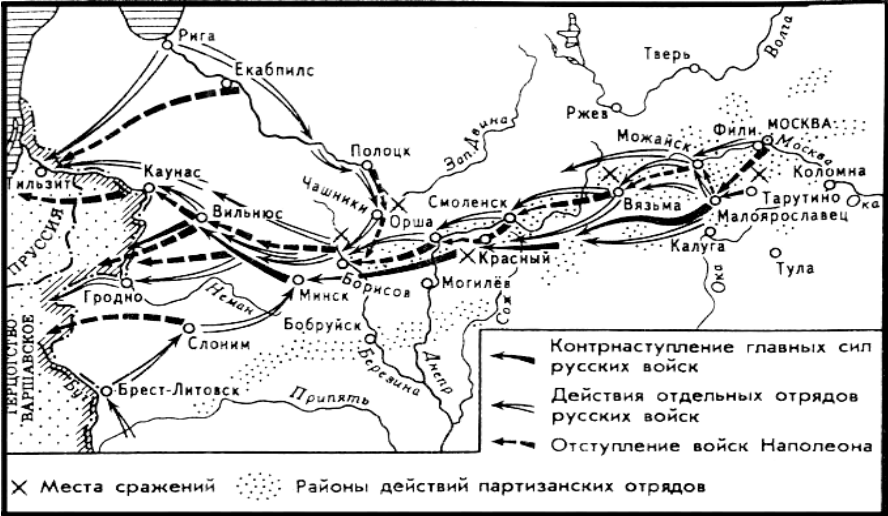 Рига
Екабпилс
Тверь
Волга
Ржев
Зап. Двина
Полоцк
Можайск
Фили
МОСКВА
Москва
Коломна
Тильзит
Каунас
Чашники
Смоленск
Вязьма
Тарутино
Ока
Вильнюс
Орша
Малоярославец
ПРУССИЯ
Красный
Калуга
Тула
Гродно
Неман
Минск
Борисов
Могилёв
Сож
Ока
Слоним
Бобруйск
ГЕРЦОГСТВО
ВАРШАВСКОЕ
Буг
Брест-Литовск
Березина
Днепр
Припять
Контрнаступление главных сил
русских войск
Действия отдельных отрядов
русских войск
Отступление войск Наполеона
Места сражений
Районы действий партизанских отрядов